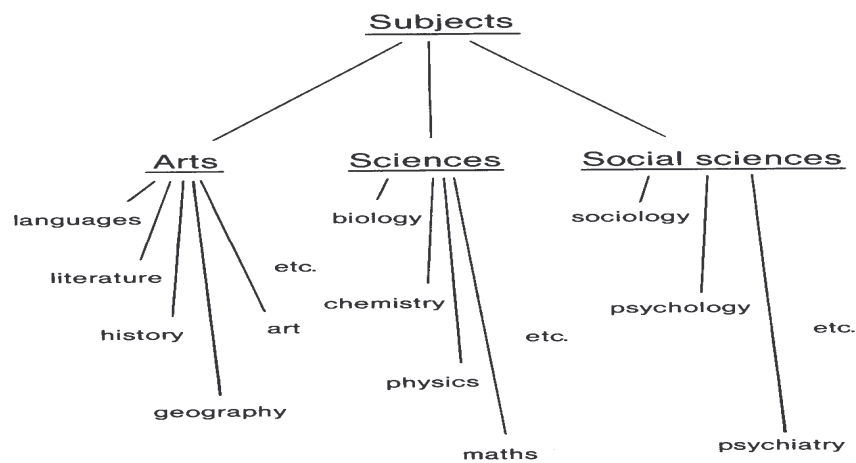 Subjects
Arts
Sciences
Social sciences
languages
literature
history
geography
art
etc.
biology
chemistry
physics
maths
etc.
sociology
psychology
psychiatry
etc.